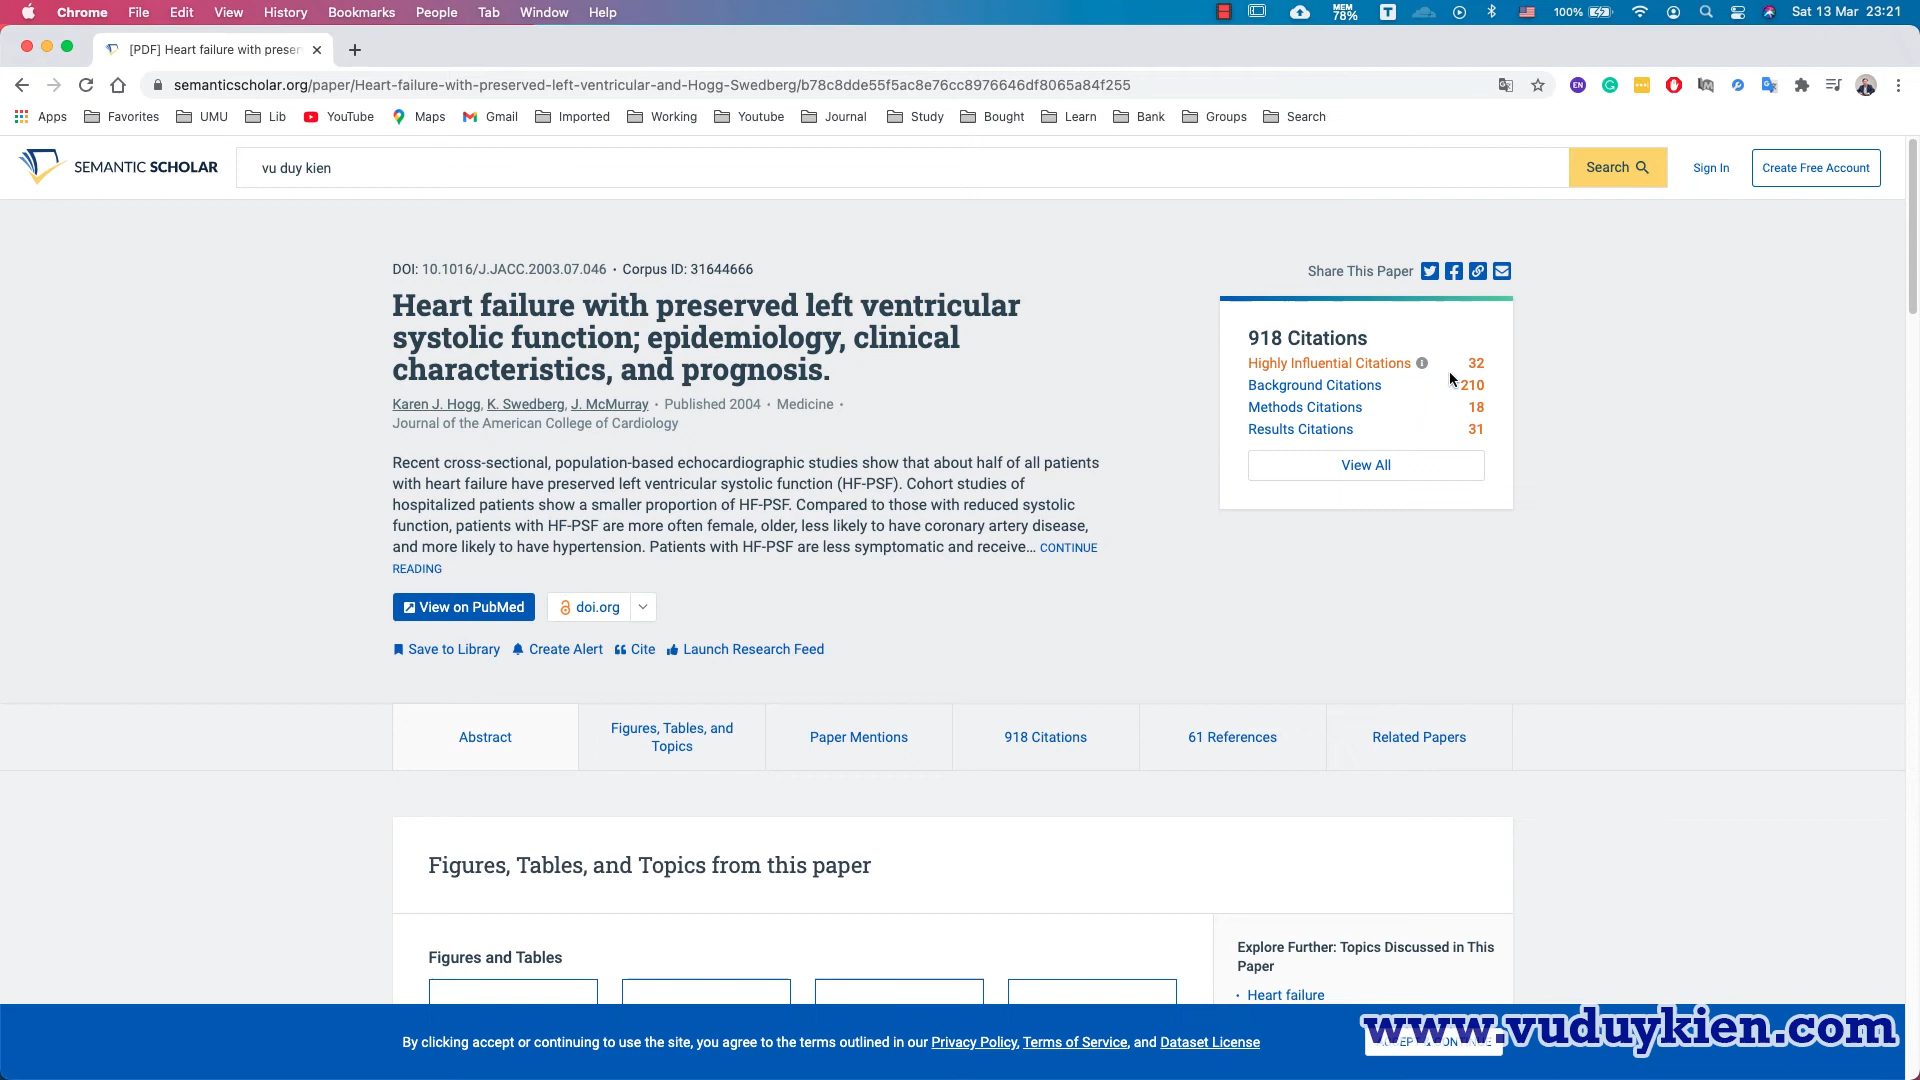 Chrome File Edit View History Bookmarks People Tab Window Help MEM 78% T 100% Sat 13 Mar 23:21
[PDF] Heart failure with preser
semanticscholar.org/paper/Heart-failure-with-preserved-left-ventricular-and-Hogg-Swedberg/b78c8dde55f5ac8e76cc8976646df8065a84f255
Apps Favorites UMU Lib YouTube Maps Gmail Imported Working Youtube Journal Study Bought Learn Bank Groups Search
SEMANTIC SCHOLAR vu duy kien Search Sign In Create Free Account
DOI: 10.1016/J.JACC.2003.07.046 · Corpus ID: 31644666
Heart failure with preserved left ventricular
systolic function; epidemiology, clinical
characteristics, and prognosis.
Karen J. Hogg, K. Swedberg, J. McMurray · Published 2004 · Medicine ·
Journal of the American College of Cardiology
Recent cross-sectional, population-based echocardiographic studies show that about half of all patients
with heart failure have preserved left ventricular systolic function (HF-PSF). Cohort studies of
hospitalized patients show a smaller proportion of HF-PSF. Compared to those with reduced systolic
function, patients with HF-PSF are more often female, older, less likely to have coronary artery disease,
and more likely to have hypertension. Patients with HF-PSF are less symptomatic and receive… CONTINUE
READING
View on PubMed doi.org
Save to Library Create Alert Cite Launch Research Feed
Share This Paper
918 Citations
Highly Influential Citations 32
Background Citations 210
Methods Citations 18
Results Citations 31
View All
Abstract
Figures, Tables, and
Topics
Paper Mentions
918 Citations
61 References
Related Papers
Figures, Tables, and Topics from this paper
Figures and Tables
Explore Further: Topics Discussed in This
Paper
· Heart failure
By clicking accept or continuing to use the site, you agree to the terms outlined in our Privacy Policy, Terms of Service, and Dataset License
www.vuduykien.com